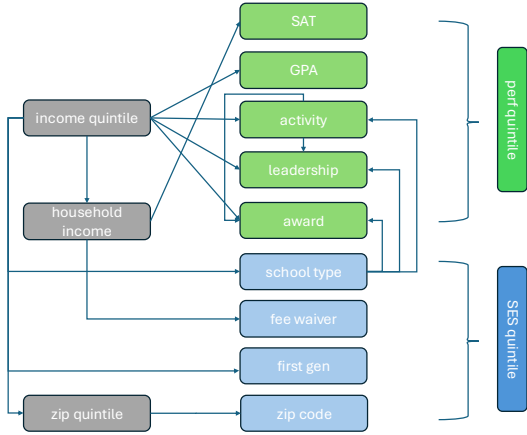 SAT
GPA
income quintile
activity
leadership
household
income
award
school type
fee waiver
first gen
zip quintile
zip code
perf quintile
SES quintile